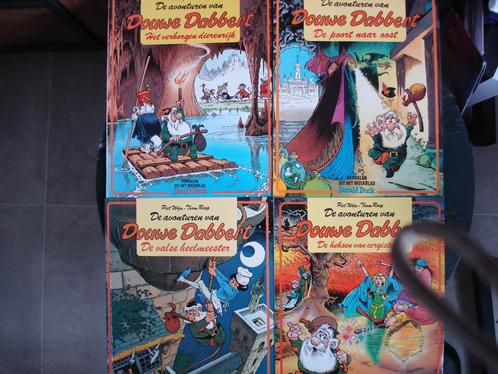 De avonturen van
Douwe Dabbert
Het verborgen dierenrijk
VERHALEN
UIT HET WEEKBLAD
Donald Duck
De avonturen van
Douwe Dabbert
De poort naar oost
VERHALEN
UIT HET WEEKBLAD
Donald Duck
Piet Wijn - Thom Roep
De avonturen van
Douwe Dabbert
De valse heelmeester
Piet Wijn - Thom Roep
De avonturen van
Douwe Dabbert
De heksen van eergist